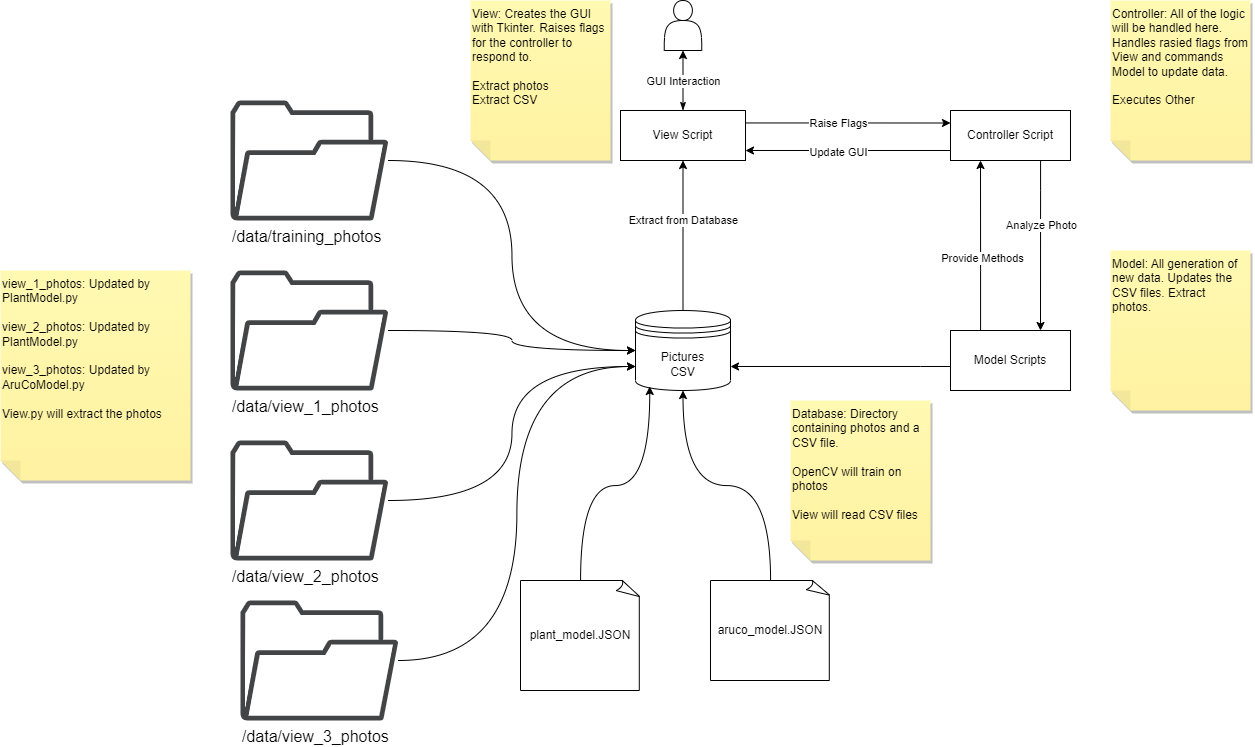 View: Creates the GUI
with Tkinter. Raises flags
for the controller to
respond to.
Extract photos
Extract CSV
Controller: All of the logic
will be handled here.
Handles rasied flags from
View and commands
Model to update data.
Executes Other
GUI Interaction
View Script
Raise Flags
Update GUI
Controller Script
Extract from Database
Analyze Photo
Provide Methods
/data/training_photos
view_1_photos: Updated by
PlantModel.py
view_2_photos: Updated by
PlantModel.py
view_3_photos: Updated by
AruCoModel.py
View.py will extract the photos
Model: All generation of
new data. Updates the
CSV files. Extract
photos.
Pictures
CSV
Model Scripts
/data/view_1_photos
Database: Directory
containing photos and a
CSV file.
OpenCV will train on
photos
View will read CSV files
/data/view_2_photos
plant_model.JSON
aruco_model.JSON
/data/view_3_photos